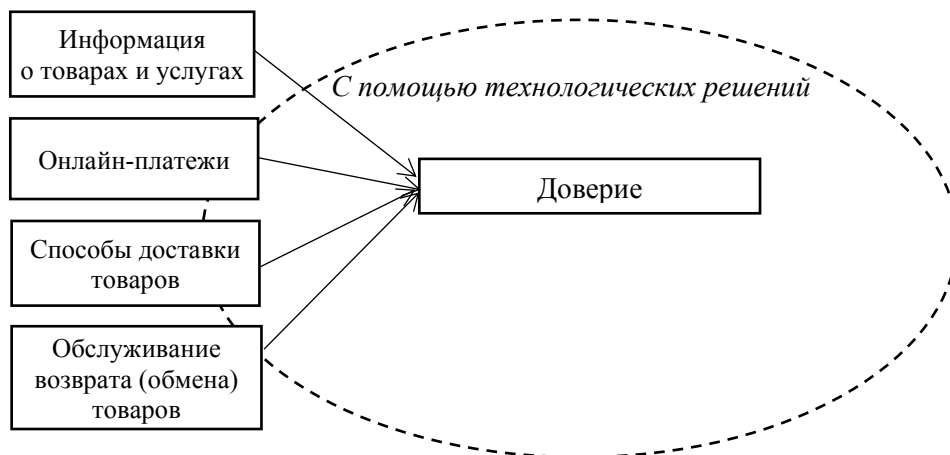 Информация
о товарах и услугах
С помощью технологических решений
Онлайн-платежи
Доверие
Способы доставки
товаров
Обслуживание
возврата (обмена)
товаров